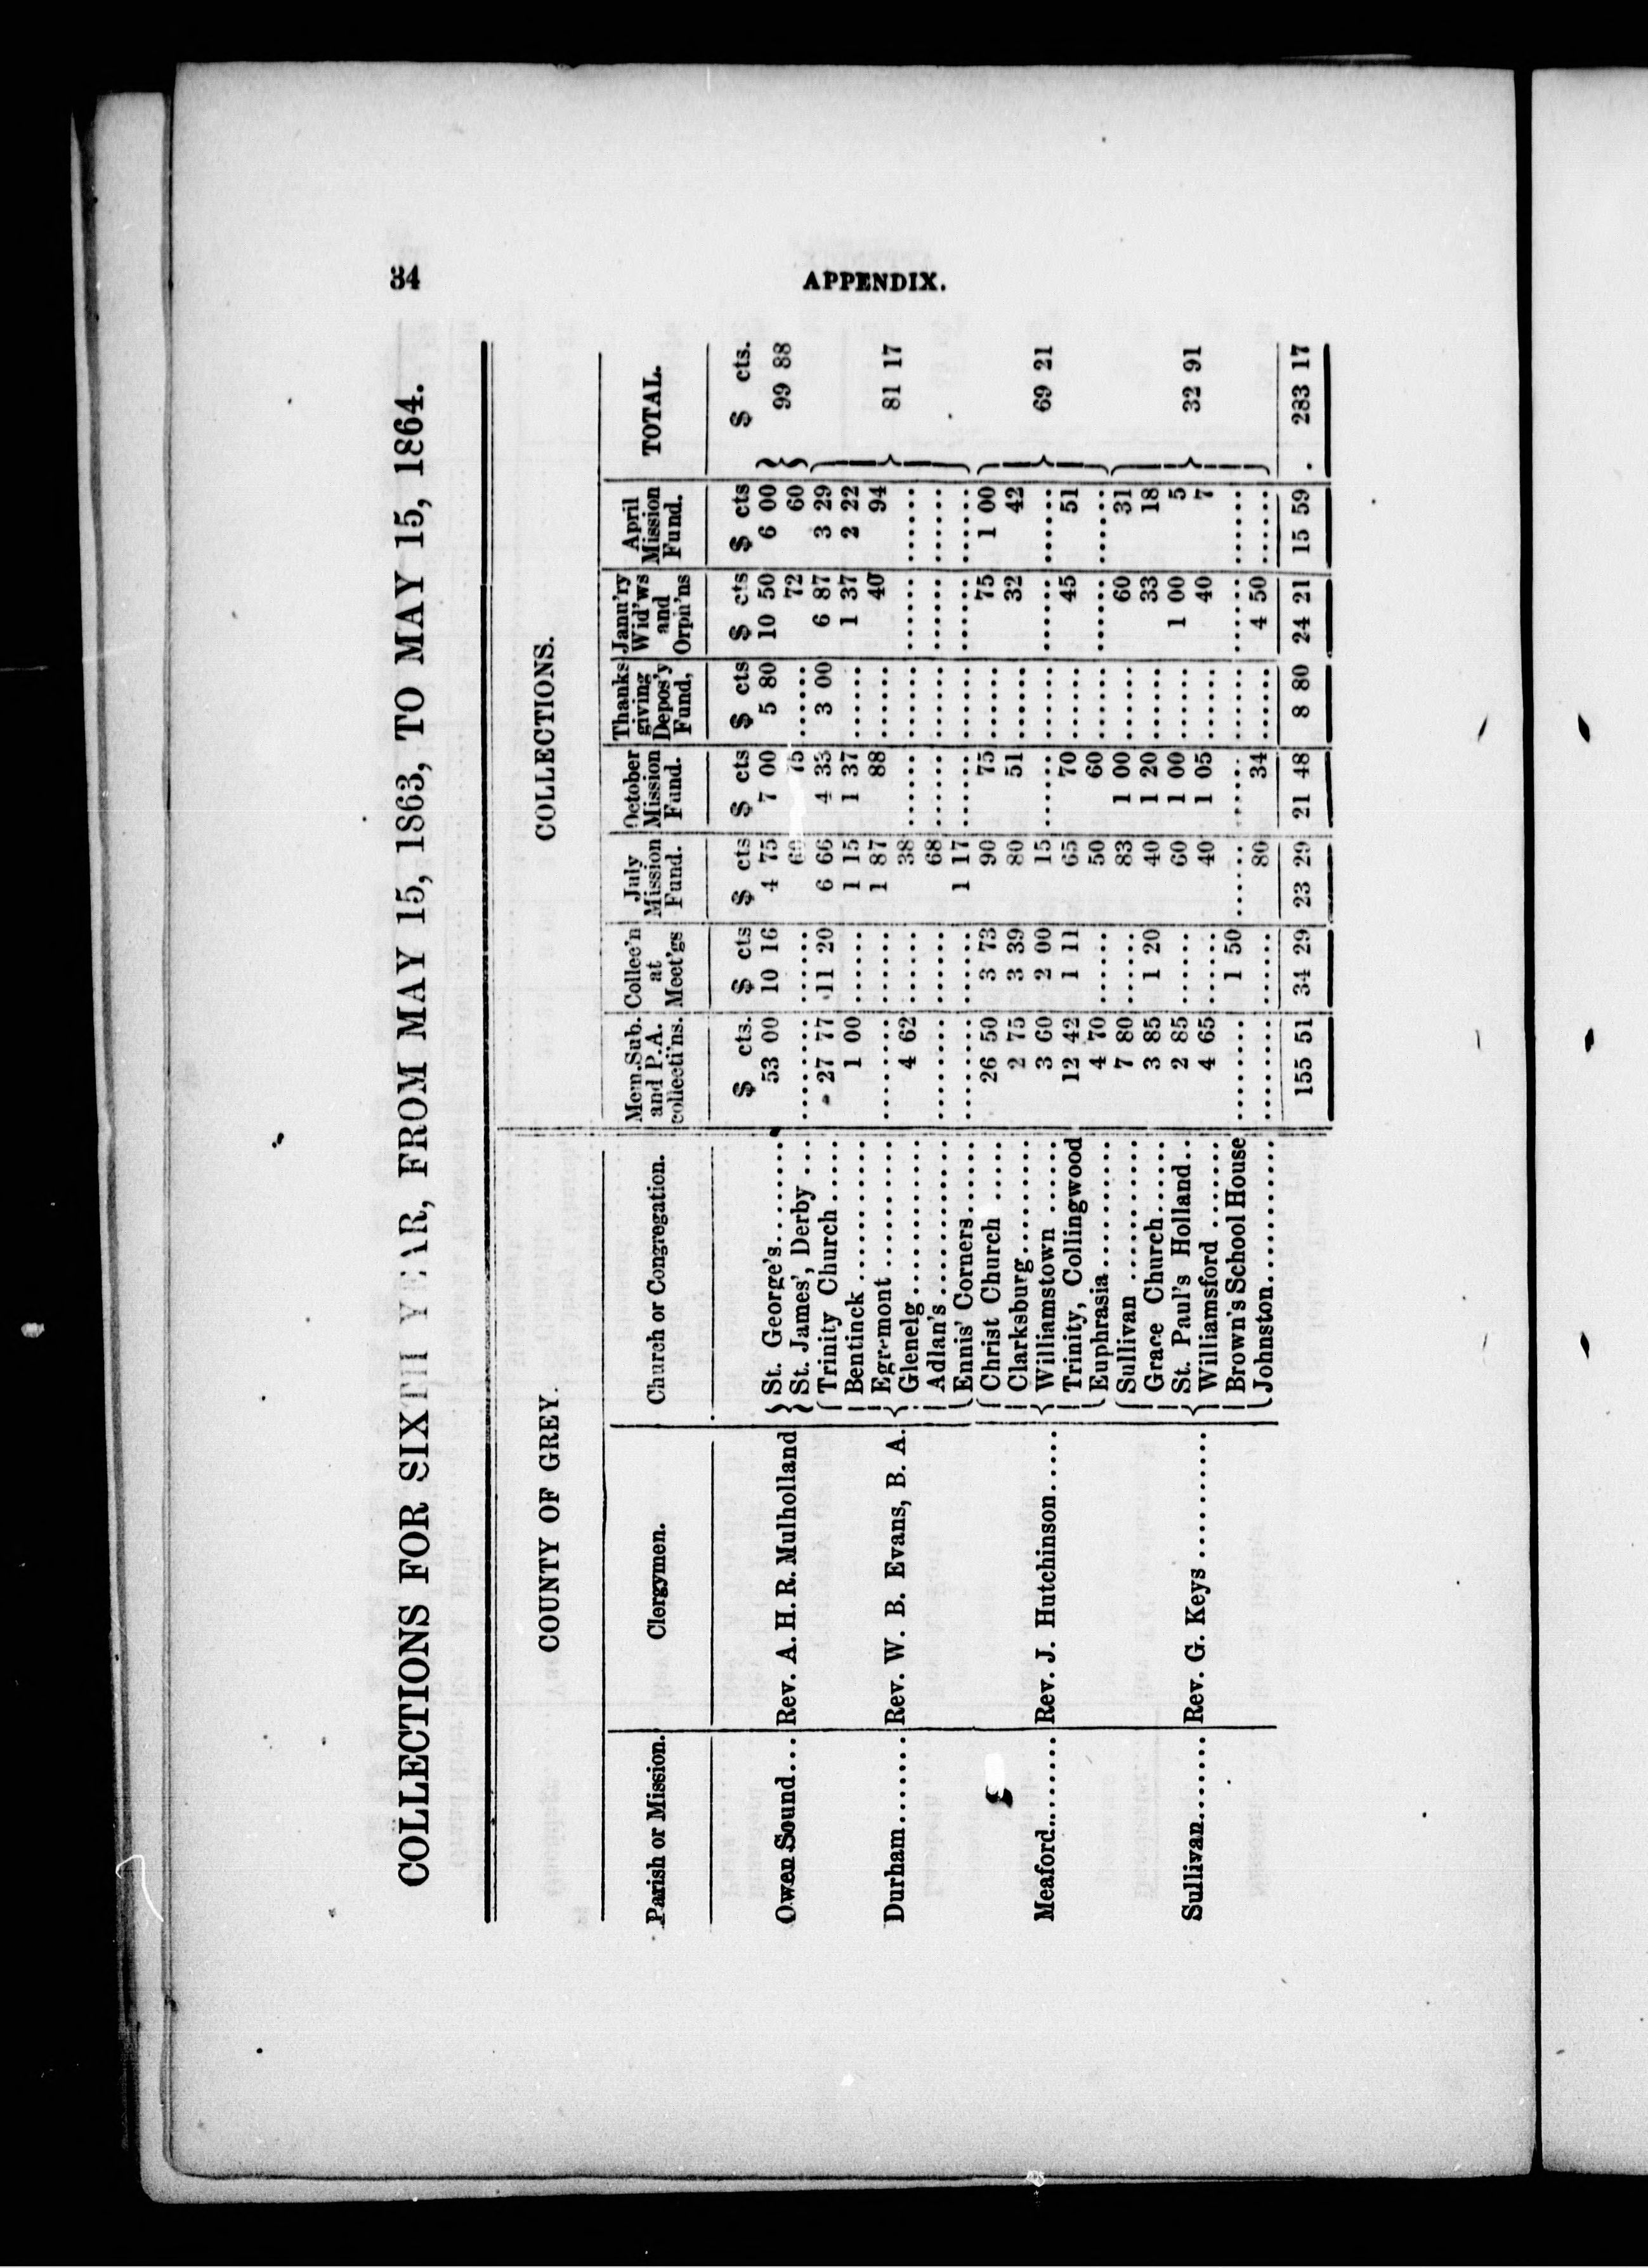 34
APPENDIX.
COLLECTIONS FOR SIXTH YEAR, FROM MAY 15, 1863, TO MAY 15, 1864.
COUNTY OF GREY. COLLECTIONS.
Parish or Mission. Clergymen. Church or Congregation. Mem.Sub. and P.A. collecti'ns. Collec'n at Meet'gs July Mission Fund. October Mission Fund. Thanks giving Depos'y Fund, Janu'ry Wid'ws and Orph'ns April Mission Fund. TOTAL.
$ cts. $ cts $ cts $ cts $ cts $ cts $ cts $ cts.
Owen Sound... Rev. A. H. R. Mulholland St. George's........ 53 00 10 16 4 75 7 00 5 80 10 50 6 00 99 88
St. James', Derby ... ........ ...... 75 ...... 72 60
Durham....... Rev. W. B. Evans, B. A. Trinity Church ...... 27 77 11 20 6 66 4 33 3 00 6 87 3 29 81 17
Bentinck ............ 1 00 ...... 1 15 1 37 ...... 1 37 2 22
Egremont ........... ........ ...... 1 87 88 ...... 40 94
Glenelg ............. 4 62 ...... 38 ...... ...... ...... ......
Adlan's ............. ........ ...... 68 ...... ...... ...... ......
Ennis' Corners...... ........ ...... 1 17 ...... ...... ...... ......
Meaford........ Rev. J. Hutchinson..... Christ Church ..... 26 50 3 73 90 75 ...... 75 1 00 69 21
Clarksburg.......... 2 75 3 39 80 51 ...... 32 42
Williamstown ...... 3 60 2 00 15 ...... ...... ...... ......
Trinity, Collingwood 12 42 1 11 65 70 ...... 45 51
Euphrasia........... 4 70 ...... 50 60 ...... ...... ......
Sullivan....... Rev. G. Keys .......... Sullivan ............ 7 80 ...... 83 1 00 ...... 60 31 32 91
Grace Church...... 3 85 1 20 40 1 20 ...... 33 18
St. Paul's Holland.. 2 85 ...... 60 1 00 ...... 1 00 5
Williamsford ....... 4 65 ...... 40 1 05 ...... 40 7
Brown's School House ........ 1 50 ...... ...... ...... ...... ......
Johnston............ ........ ...... 80 34 ...... 4 50 ......
155 51 34 29 23 29 21 48 8 80 24 21 15 59 283 17